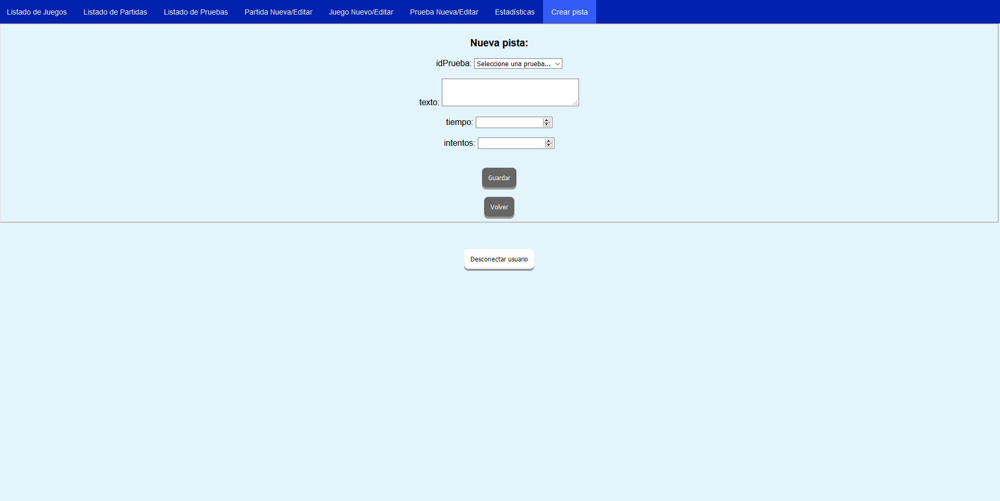 Listado de Juegos Listado de Partidas Listado de Pruebas Partida Nueva/Editar Juego Nuevo/Editar Prueba Nueva/Editar Estadísticas Crear pista
Nueva pista:
idPrueba: Seleccione una prueba...
texto:
tiempo:
intentos:
Guardar
Volver
Desconectar usuario